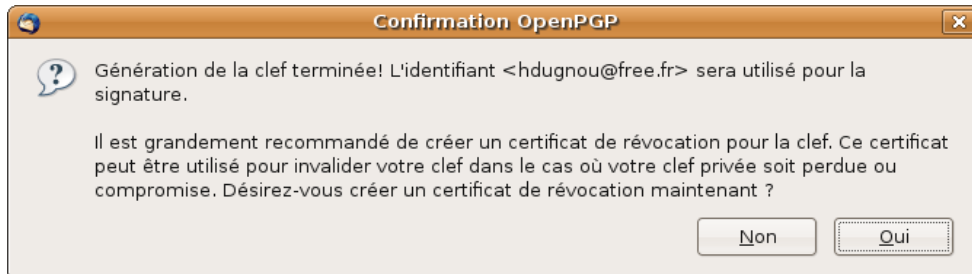 Confirmation OpenPGP
Génération de la clef terminée! L'identifiant <hdugnou@free.fr> sera utilisé pour la
signature.
Il est grandement recommandé de créer un certificat de révocation pour la clef. Ce certificat
peut être utilisé pour invalider votre clef dans le cas où votre clef privée soit perdue ou
compromise. Désirez-vous créer un certificat de révocation maintenant ?
Non
Oui